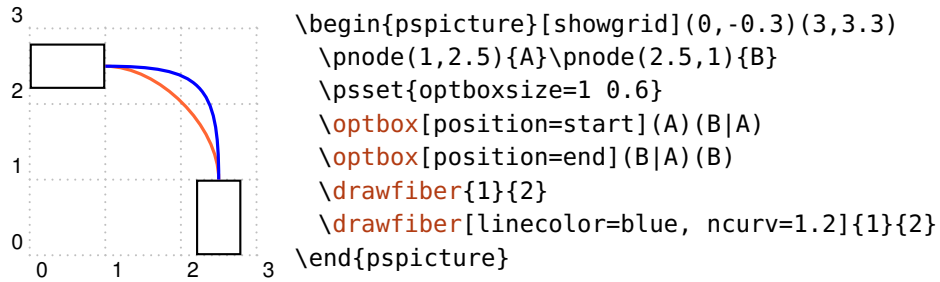 3
2
1
0
0 1 2 3
\begin{pspicture}[showgrid](0,-0.3)(3,3.3)
\pnode(1,2.5){A}\pnode(2.5,1){B}
\psset{optboxsize=1 0.6}
\optbox[position=start](A)(B|A)
\optbox[position=end](B|A)(B)
\drawfiber{1}{2}
\drawfiber[linecolor=blue, ncurv=1.2]{1}{2}
\end{pspicture}